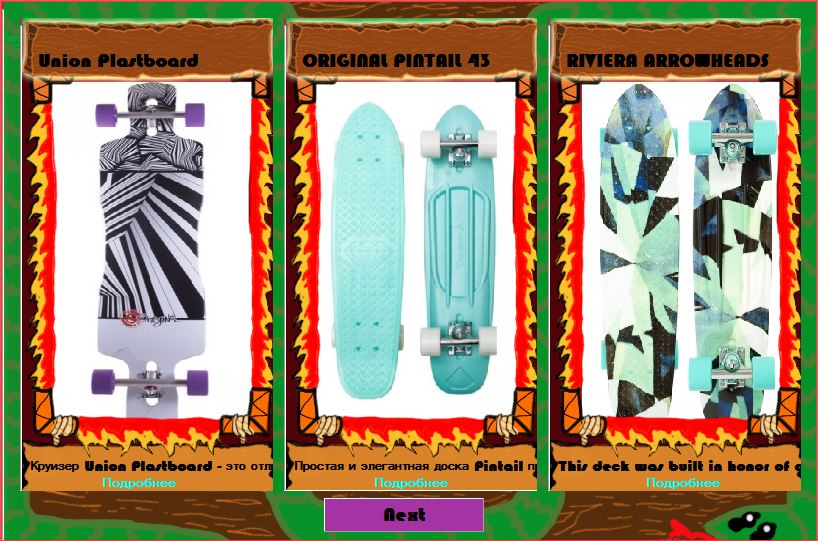 Union Plastboard
ORIGINAL PINTAIL 43
RIVIERA ARROWHEADS
Круизер Union Plastboard - это отл
Подробнее
Простая и элегантная доска Pintail п
Подробнее
This deck was built in honor of g
Подробнее
Next